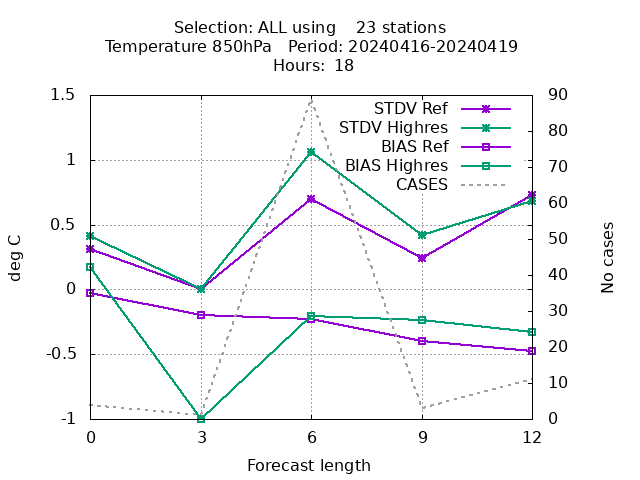 Selection: ALL using    23 stations
Temperature 850hPa   Period: 20240416-20240419
Hours: 18
STDV Ref
STDV Highres
BIAS Ref
BIAS Highres
CASES
1.5
1
0.5
0
-0.5
-1
deg C
90
80
70
60
50
40
30
20
10
0
No cases
0 3 6 9 12
Forecast length